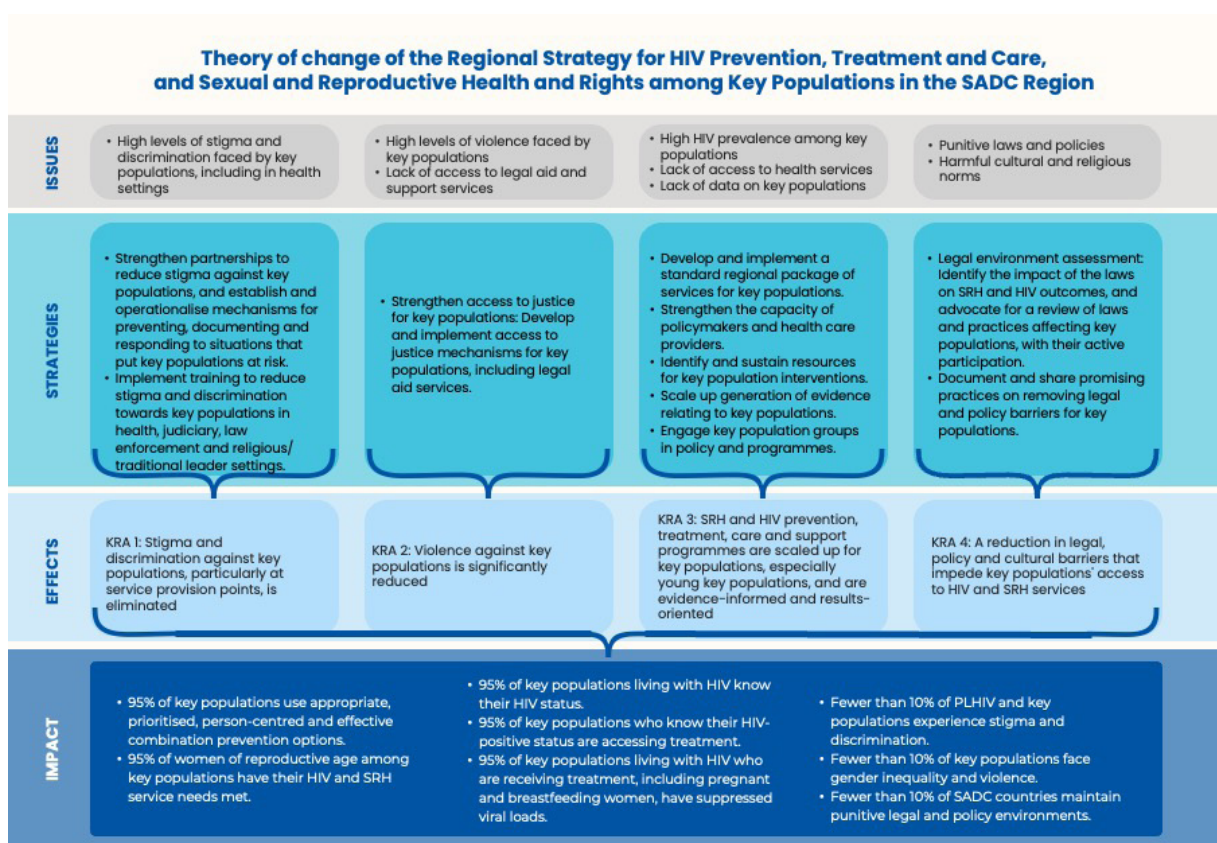 Theory of change of the Regional Strategy for HIV Prevention, Treatment and Care,
and Sexual and Reproductive Health and Rights among Key Populations in the SADC Region
ISSUES
• High levels of stigma and
discrimination faced by key
populations, including in health
settings
• High levels of violence faced by
key populations
• Lack of access to legal aid and
support services
• High HIV prevalence among key
populations
• Lack of access to health services
• Lack of data on key populations
• Punitive laws and policies
• Harmful cultural and religious
norms
STRATEGIES
• Strengthen partnerships to
reduce stigma against key
populations, and establish and
operationalise mechanisms for
preventing, documenting and
responding to situations that
put key populations at risk.
• Implement training to reduce
stigma and discrimination
towards key populations in
health, judiciary, law
enforcement and religious/
traditional leader settings.
• Strengthen access to justice
for key populations: Develop
and implement access to
justice mechanisms for key
populations, including legal
aid services.
• Develop and implement a
standard regional package of
services for key populations.
• Strengthen the capacity of
policymakers and health care
providers.
• Identify and sustain resources
for key population interventions.
• Scale up generation of evidence
relating to key populations.
• Engage key population groups
in policy and programmes.
• Legal environment assessment:
Identify the impact of the laws
on SRH and HIV outcomes, and
advocate for a review of laws
and practices affecting key
populations, with their active
participation.
• Document and share promising
practices on removing legal
and policy barriers for key
populations.
EFFECTS
KRA 1: Stigma and
discrimination against key
populations, particularly at
service provision points, is
eliminated
KRA 2: Violence against key
populations is significantly
reduced
KRA 3: SRH and HIV prevention,
treatment, care and support
programmes are scaled up for
key populations, especially
young key populations, and are
evidence-informed and results-
oriented
KRA 4: A reduction in legal,
policy and cultural barriers that
impede key populations' access
to HIV and SRH services
IMPACT
• 95% of key populations use appropriate,
prioritised, person-centred and effective
combination prevention options.
• 95% of women of reproductive age among
key populations have their HIV and SRH
service needs met.
• 95% of key populations living with HIV know
their HIV status.
• 95% of key populations who know their HIV-
positive status are accessing treatment.
• 95% of key populations living with HIV who
are receiving treatment, including pregnant
and breastfeeding women, have suppressed
viral loads.
• Fewer than 10% of PLHIV and key
populations experience stigma and
discrimination.
• Fewer than 10% of key populations face
gender inequality and violence.
• Fewer than 10% of SADC countries maintain
punitive legal and policy environments.